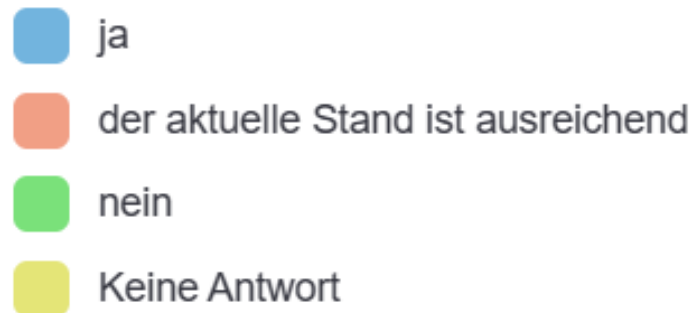 ja
der aktuelle Stand ist ausreichend
nein
Keine Antwort